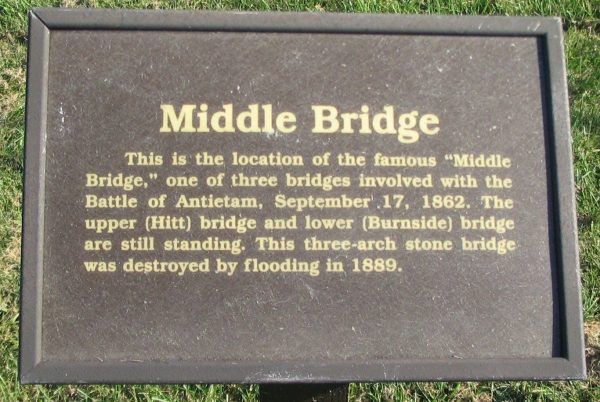 Middle Bridge
This is the location of the famous “Middle
Bridge,” one of three bridges involved with the
Battle of Antietam, September 17, 1862. The
upper (Hitt) bridge and lower (Burnside) bridge
are still standing. This three-arch stone bridge
was destroyed by flooding in 1889.